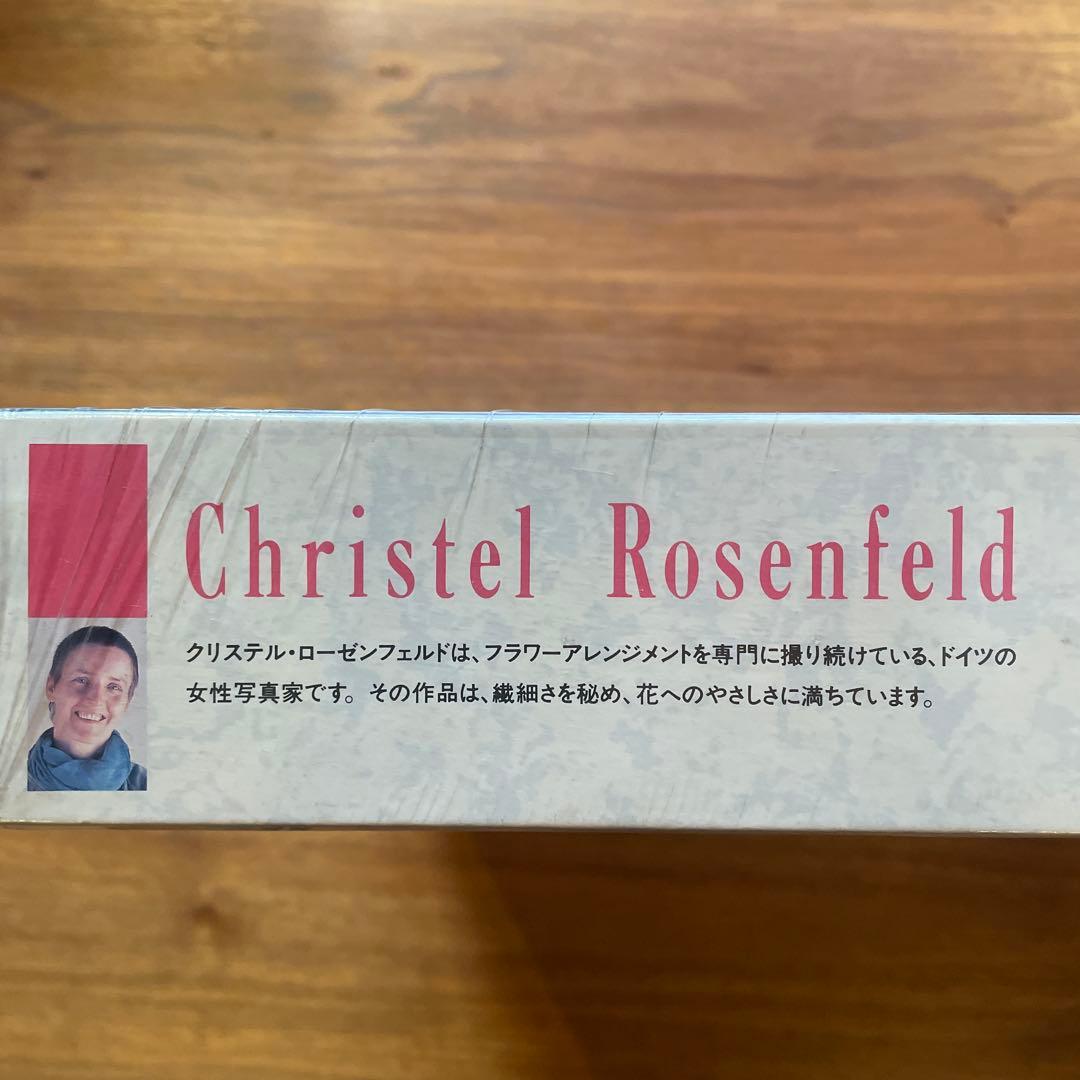 Christel Rosenfeld
クリステル・ローゼンフェルドは、フラワーアレンジメントを専門に撮り続けている、ドイツの
女性写真家です。その作品は、繊細さを秘め、花へのやさしさに満ちています。